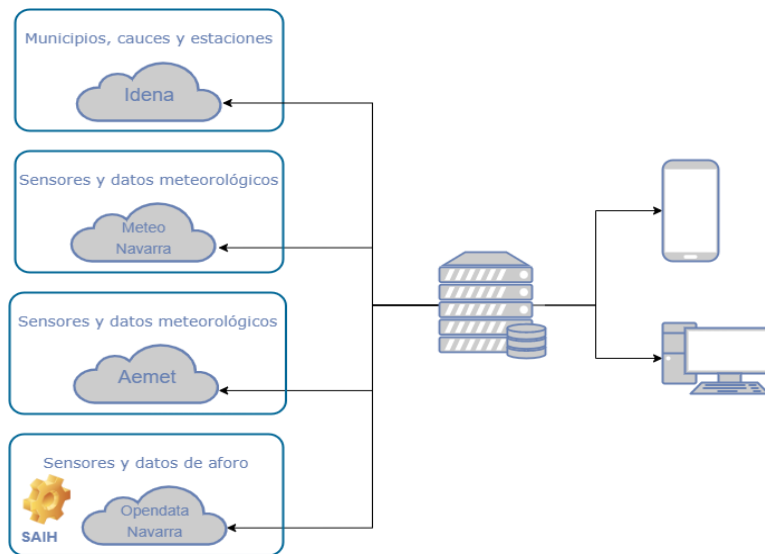 Municipios, cauces y estaciones
Idena
Sensores y datos meteorológicos
Meteo
Navarra
Sensores y datos meteorológicos
Aemet
Sensores y datos de aforo
SAIH
Opendata
Navarra